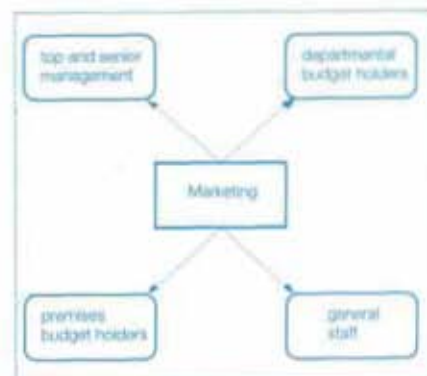 top and senior
management
departmental
budget holders
Marketing
premises
budget holders
general
staff